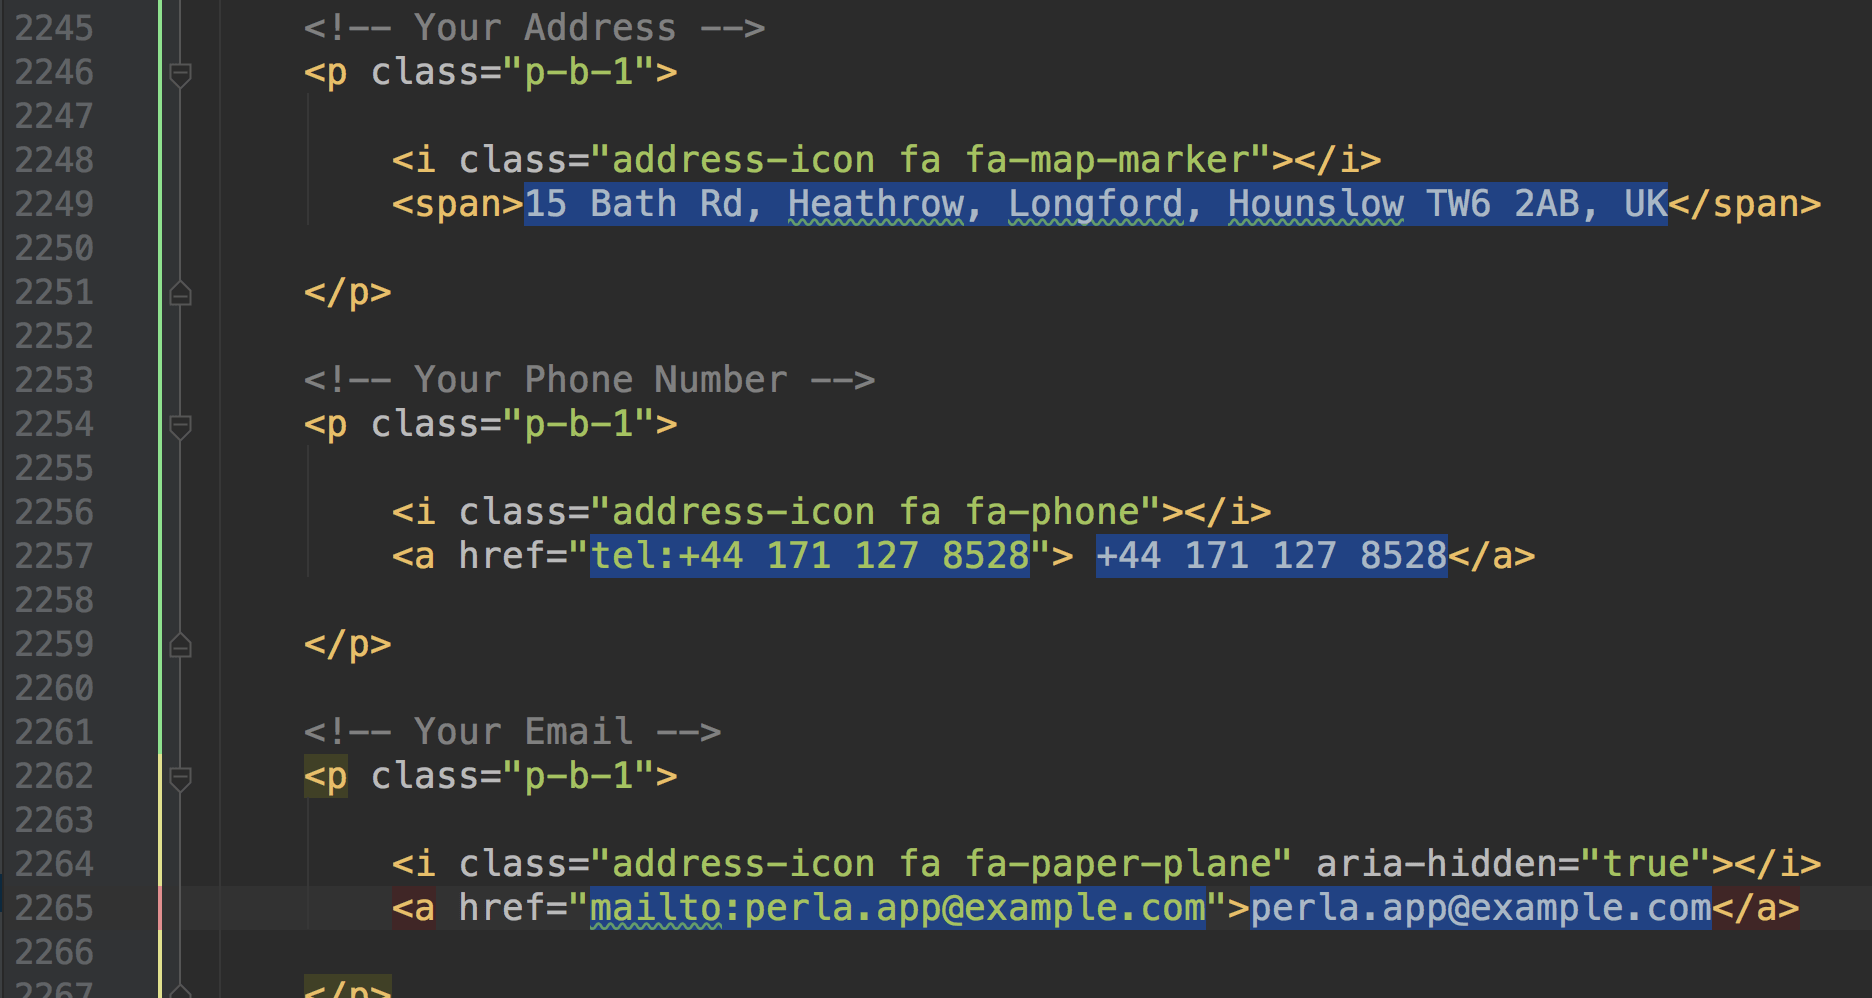 2245 <!-- Your Address -->
2246 <p class="p-b-1">
2247
2248 <i class="address-icon fa fa-map-marker"></i>
2249 <span>15 Bath Rd, Heathrow, Longford, Hounslow TW6 2AB, UK</span>
2250
2251 </p>
2252
2253 <!-- Your Phone Number -->
2254 <p class="p-b-1">
2255
2256 <i class="address-icon fa fa-phone"></i>
2257 <a href="tel:+44 171 127 8528"> +44 171 127 8528</a>
2258
2259 </p>
2260
2261 <!-- Your Email -->
2262 <p class="p-b-1">
2263
2264 <i class="address-icon fa fa-paper-plane" aria-hidden="true"></i>
2265 <a href="mailto:perla.app@example.com">perla.app@example.com</a>
2266
2267 </p>